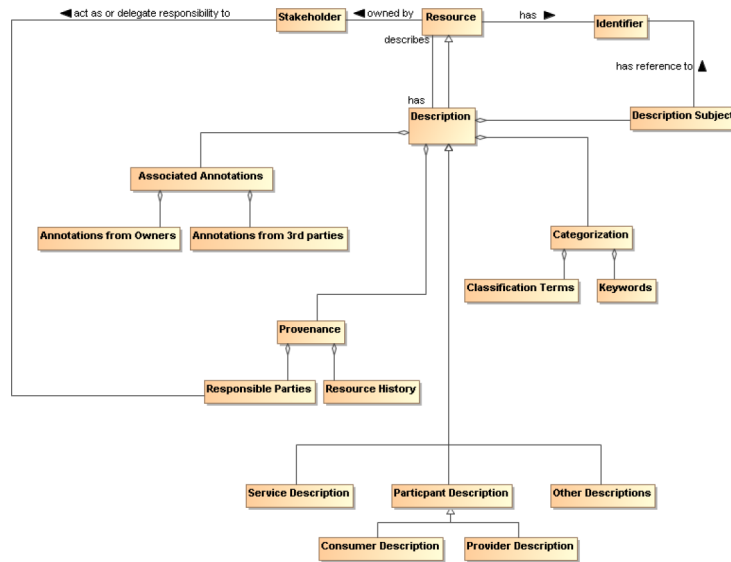 ◄ act as or delegate responsibility to
Stakeholder
◄ owned by
Resource
has ►
Identifier
describes
has reference to ▲
has
Description
Description Subject
Associated Annotations
Annotations from Owners
Annotations from 3rd parties
Categorization
Classification Terms
Keywords
Provenance
Responsible Parties
Resource History
Service Description
Particpant Description
Other Descriptions
Consumer Description
Provider Description